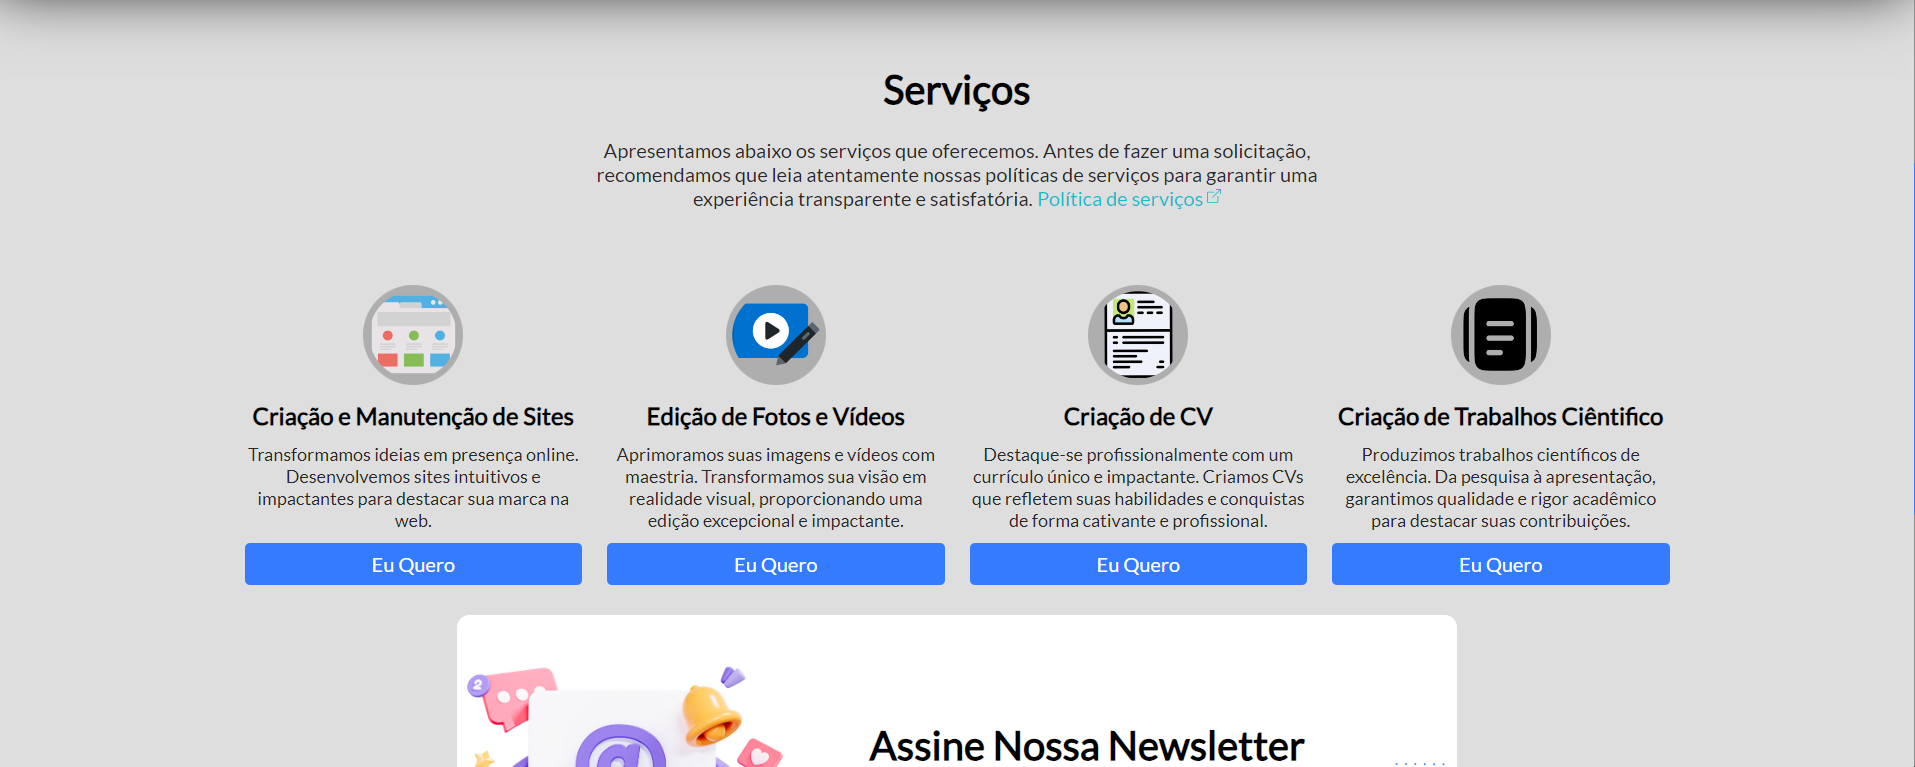 Serviços
Apresentamos abaixo os serviços que oferecemos. Antes de fazer uma solicitação,
recomendamos que leia atentamente nossas políticas de serviços para garantir uma
experiência transparente e satisfatória. Política de serviços
Criação e Manutenção de Sites
Transformamos ideias em presença online.
Desenvolvemos sites intuitivos e
impactantes para destacar sua marca na
web.
Eu Quero
Edição de Fotos e Vídeos
Aprimoramos suas imagens e vídeos com
maestria. Transformamos sua visão em
realidade visual, proporcionando uma
edição excepcional e impactante.
Eu Quero
Criação de CV
Destaque-se profissionalmente com um
currículo único e impactante. Criamos CVs
que refletem suas habilidades e conquistas
de forma cativante e profissional.
Eu Quero
Criação de Trabalhos Ciêntifico
Produzimos trabalhos científicos de
excelência. Da pesquisa à apresentação,
garantimos qualidade e rigor acadêmico
para destacar suas contribuições.
Eu Quero
2
@
Assine Nossa Newsletter